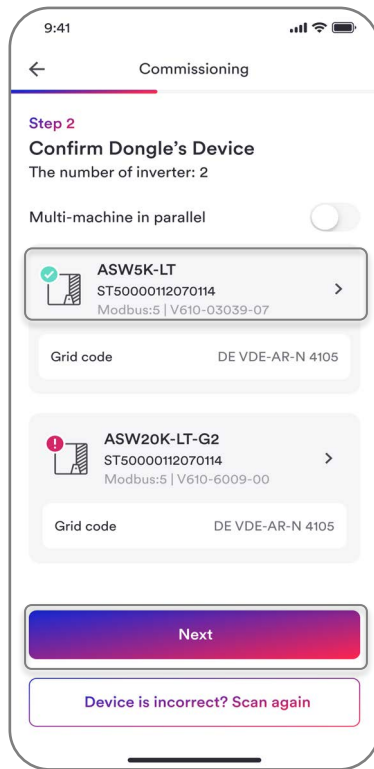 9:41
Commissioning
Step 2
Confirm Dongle's Device
The number of inverter: 2
Multi-machine in parallel
ASW5K-LT
ST50000112070114
Modbus:5 | V610-03039-07
Grid code DE VDE-AR-N 4105
ASW20K-LT-G2
ST50000112070114
Modbus:5 | V610-6009-00
Grid code DE VDE-AR-N 4105
Next
Device is incorrect? Scan again